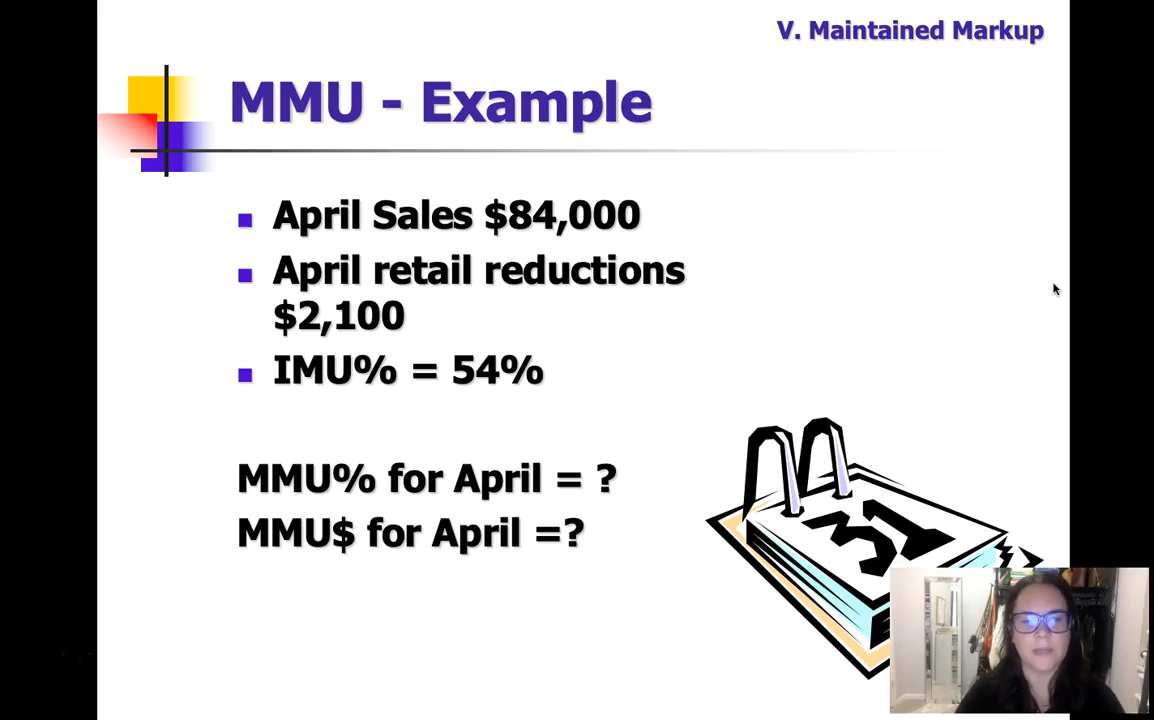 V. Maintained Markup
MMU - Example
April Sales $84,000
April retail reductions
$2,100
IMU% = 54%
MMU% for April = ?
MMU$ for April =?
31